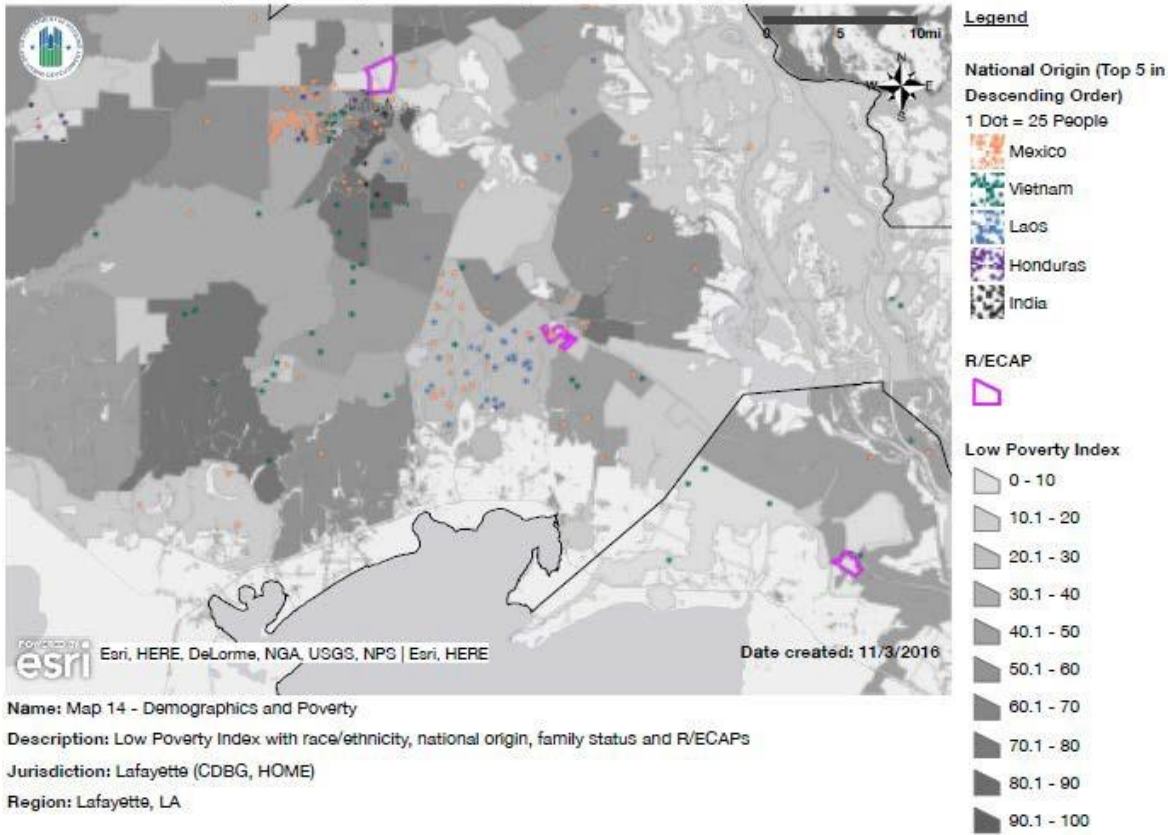 0 5 10mi
N
W E
S
POWERED BY
esri
Esri, HERE, DeLorme, NGA, USGS, NPS | Esri, HERE
Date created: 11/3/2016
Name: Map 14 - Demographics and Poverty
Description: Low Poverty Index with race/ethnicity, national origin, family status and R/ECAPs
Jurisdiction: Lafayette (CDBG, HOME)
Region: Lafayette, LA
Legend
National Origin (Top 5 in
Descending Order)
1 Dot = 25 People
Mexico
Vietnam
Laos
Honduras
India
R/ECAP
Low Poverty Index
0 - 10
10.1 - 20
20.1 - 30
30.1 - 40
40.1 - 50
50.1 - 60
60.1 - 70
70.1 - 80
80.1 - 90
90.1 - 100